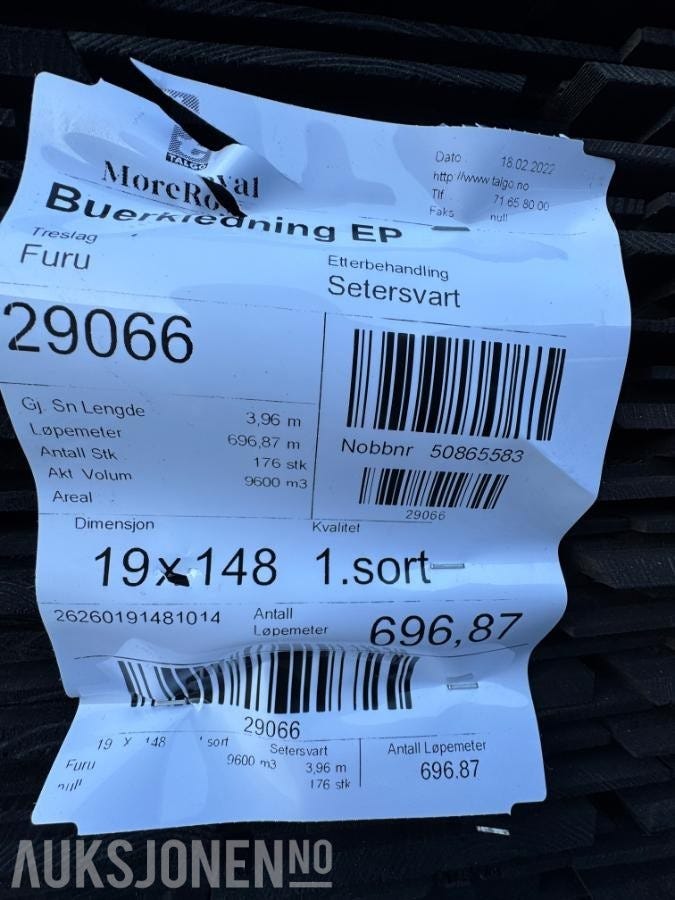 TALGO
MoreRoyal
Buerkledning EP
Dato 18.02.2022
http://www.talgo.no
Tlf 71 65 80 00
Faks null
Treslag
Furu
Etterbehandling
Setersvart
29066
Gj. Sn Lengde 3,96 m
Løpemeter 696,87 m
Antall Stk 176 stk
Akt Volum 9600 m3
Areal
Nobbnr 50865583
29066
Dimensjon
19x148
Kvalitet
1.sort
26260191481014
Antall
Løpemeter
696,87
29066
19 X 148 1 sort Setersvart
Furu 9600 m3 3,96 m
null 176 stk
Antall Løpemeter
696.87
AUKSJONEN NO